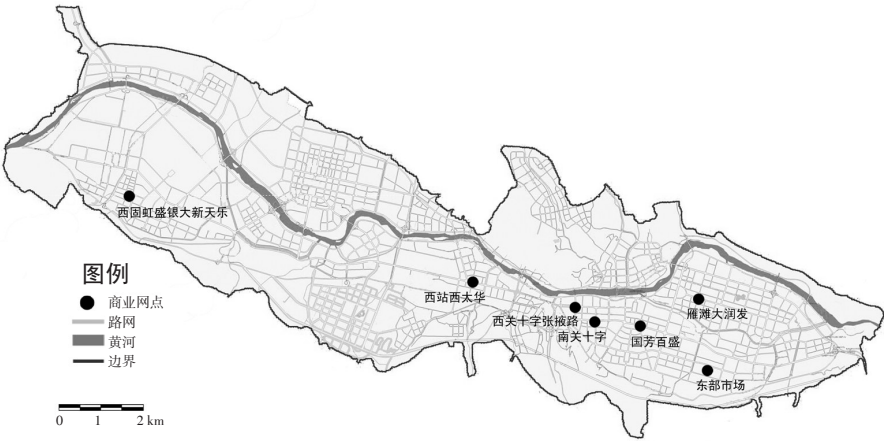 西固虹盛银大新天乐
图例
商业网点
路网
黄河
边界
0 1 2 km
西站西太华
西关十字张掖路
南关十字
国芳百盛
雁滩大润发
东部市场